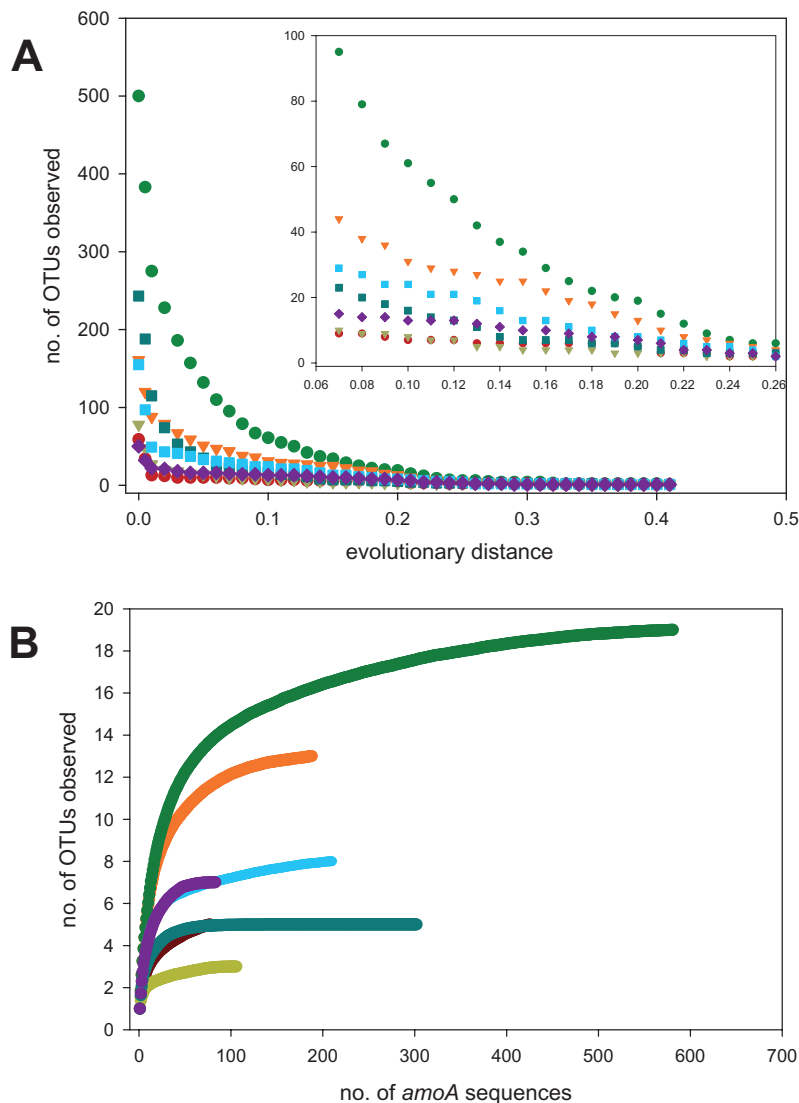 A
600
500
400
300
200
100
0
no. of OTUs observed
0.0 0.1 0.2 0.3 0.4 0.5
evolutionary distance
100
80
60
40
20
0
0.06 0.08 0.10 0.12 0.14 0.16 0.18 0.20 0.22 0.24 0.26
B
20
18
16
14
12
10
8
6
4
2
0
no. of OTUs observed
0 100 200 300 400 500 600 700
no. of amoA sequences